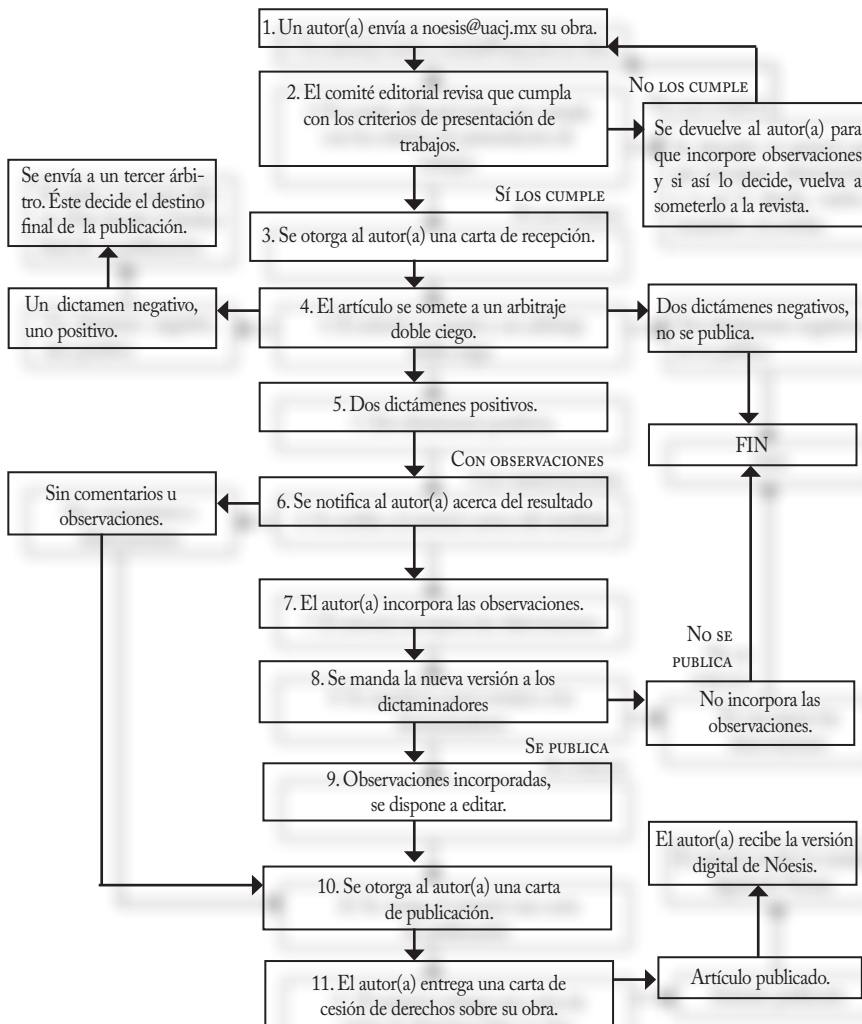 1. Un autor(a) envía a noesis@uacj.mx su obra.
No los cumple
2. El comité editorial revisa que cumpla
con los criterios de presentación de
trabajos.
Se devuelve al autor(a) para
que incorpore observaciones
y si así lo decide, vuelva a
someterlo a la revista.
Se envía a un tercer árbi-
tro. Éste decide el destino
final de la publicación.
Sí los cumple
3. Se otorga al autor(a) una carta de recepción.
Un dictamen negativo,
uno positivo.
4. El artículo se somete a un arbitraje
doble ciego.
Dos dictámenes negativos,
no se publica.
5. Dos dictámenes positivos.
FIN
Con observaciones
Sin comentarios u
observaciones.
6. Se notifica al autor(a) acerca del resultado
7. El autor(a) incorpora las observaciones.
No se
publica
8. Se manda la nueva versión a los
dictaminadores
No incorpora las
observaciones.
Se publica
9. Observaciones incorporadas,
se dispone a editar.
El autor(a) recibe la versión
digital de Nóesis.
10. Se otorga al autor(a) una carta
de publicación.
11. El autor(a) entrega una carta de
cesión de derechos sobre su obra.
Artículo publicado.